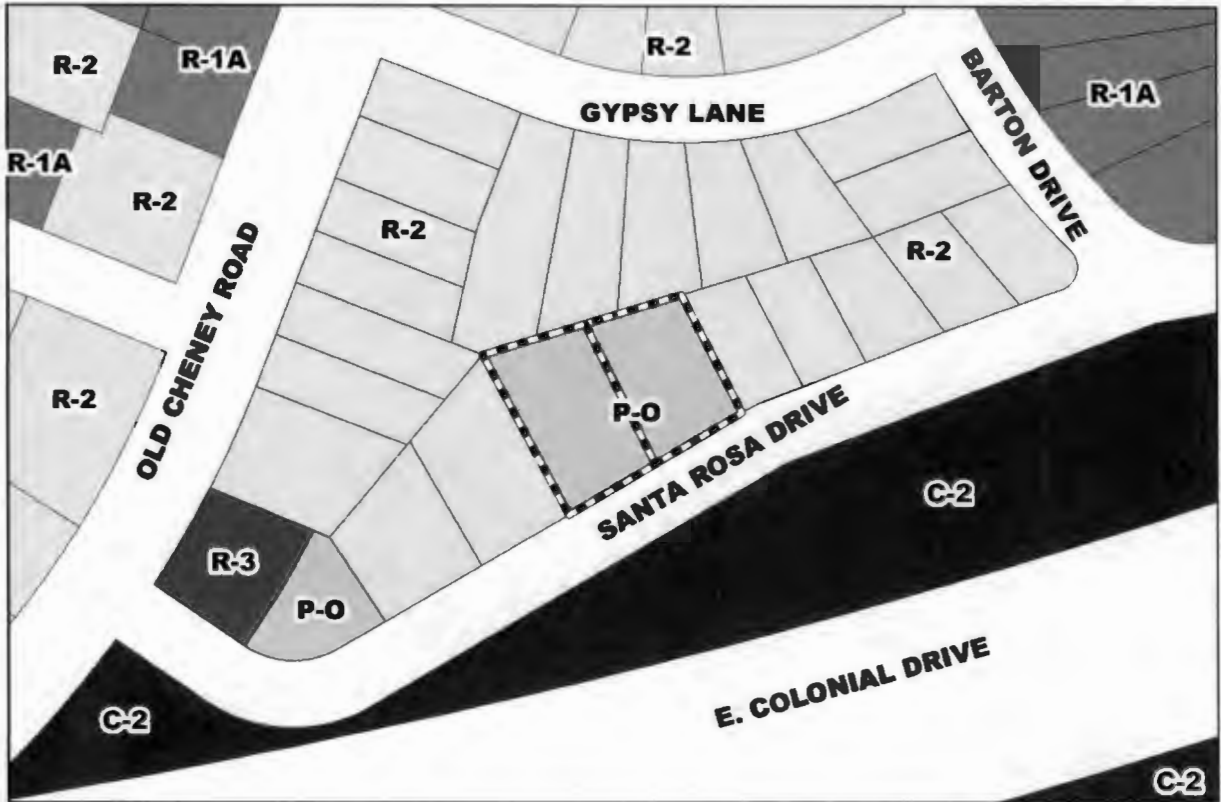 R-2
R-1A
R-2
GYPSY LANE
BARTON DRIVE
R-1A
R-1A
R-2
R-2
R-2
OLD CHENEY ROAD
R-2
P-O
SANTA ROSA DRIVE
C-2
R-3
P-O
C-2
E. COLONIAL DRIVE
C-2